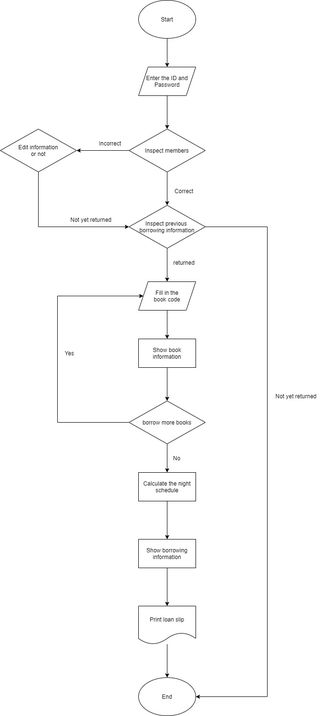 Start
Enter the ID and
Password
Inspect members
Incorrect
Edit information
or not
Correct
Not yet returned
Inspect previous
borrowing information
returned
Fill in the
book code
Show book
information
Yes
Not yet returned
borrow more books
No
Calculate the night
schedule
Show borrowing
information
Print loan slip
End